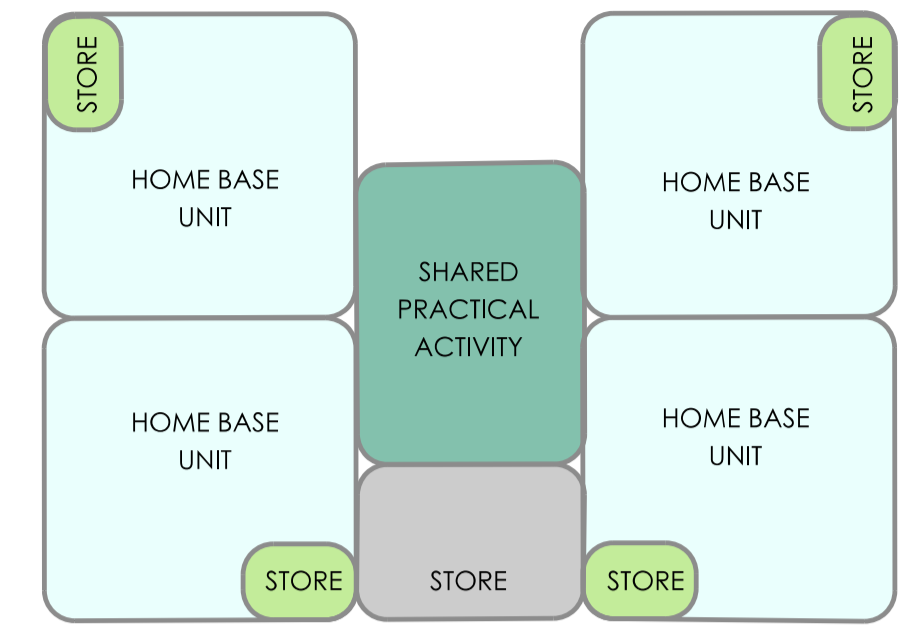 STORE
STORE
HOME BASE
UNIT
HOME BASE
UNIT
SHARED
PRACTICAL
ACTIVITY
HOME BASE
UNIT
HOME BASE
UNIT
STORE
STORE
STORE